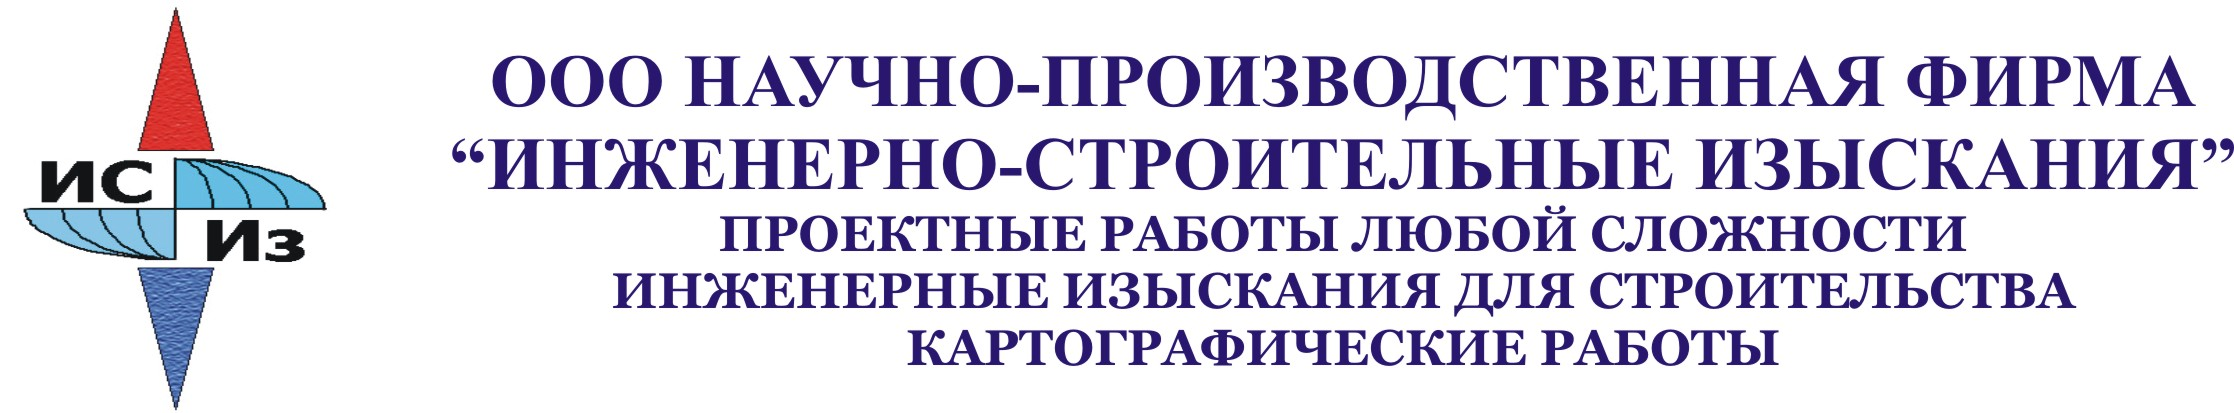 ИС
Из
ООО НАУЧНО-ПРОИЗВОДСТВЕННАЯ ФИРМА
“ИНЖЕНЕРНО-СТРОИТЕЛЬНЫЕ ИЗЫСКАНИЯ”
ПРОЕКТНЫЕ РАБОТЫ ЛЮБОЙ СЛОЖНОСТИ
ИНЖЕНЕРНЫЕ ИЗЫСКАНИЯ ДЛЯ СТРОИТЕЛЬСТВА
КАРТОГРАФИЧЕСКИЕ РАБОТЫ